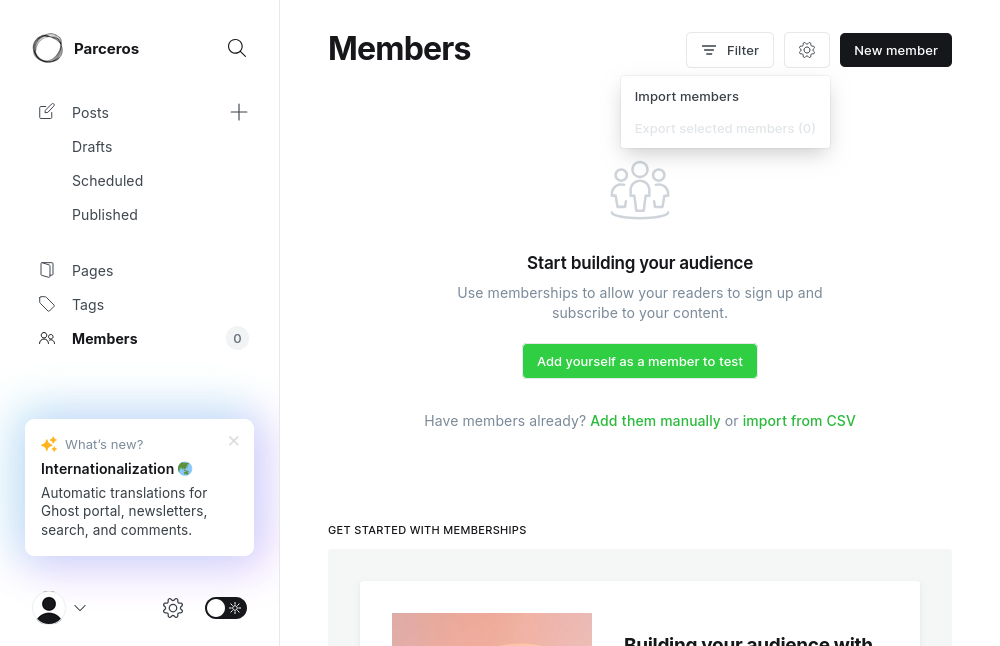 Parceros
Posts
Drafts
Scheduled
Published
Pages
Tags
Members
0
What's new?
Internationalization
Automatic translations for
Ghost portal, newsletters,
search, and comments.
Members
Filter
New member
Import members
Export selected members (0)
Start building your audience
Use memberships to allow your readers to sign up and
subscribe to your content.
Add yourself as a member to test
Have members already? Add them manually or import from CSV
GET STARTED WITH MEMBERSHIPS
Building your audience with